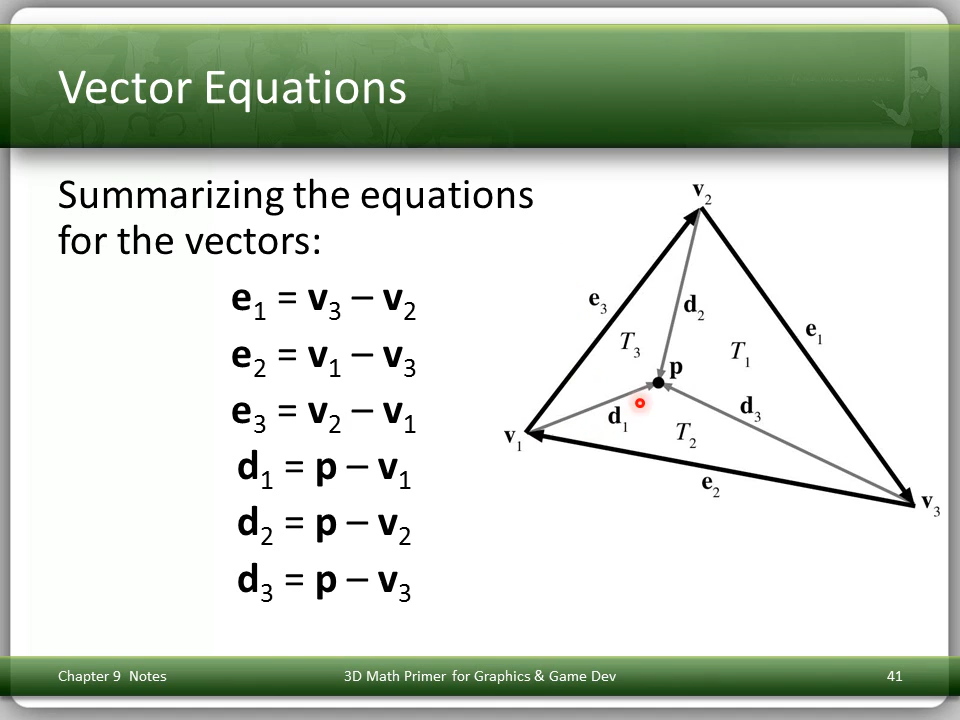 Vector Equations
Summarizing the equations
for the vectors:
e₁ = v₃ – v₂
e₂ = v₁ – v₃
e₃ = v₂ – v₁
d₁ = p – v₁
d₂ = p – v₂
d₃ = p – v₃
v₂
e₃
d₂
e₁
T₃
T₁
p
d₃
d₁
T₂
v₁
e₂
v₃
Chapter 9 Notes
3D Math Primer for Graphics & Game Dev
41